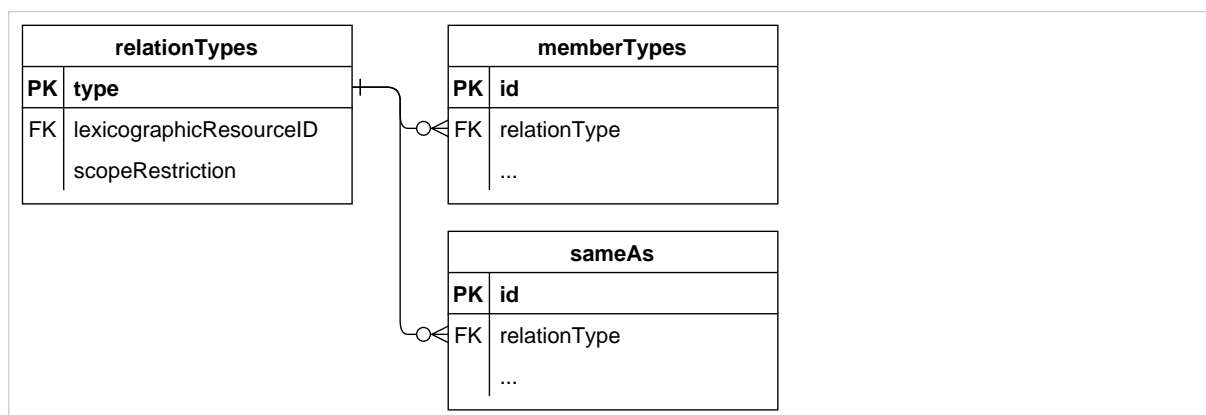 relationTypes
PK type
FK lexicographicResourceID
scopeRestriction
memberTypes
PK id
FK relationType
...
sameAs
PK id
FK relationType
...